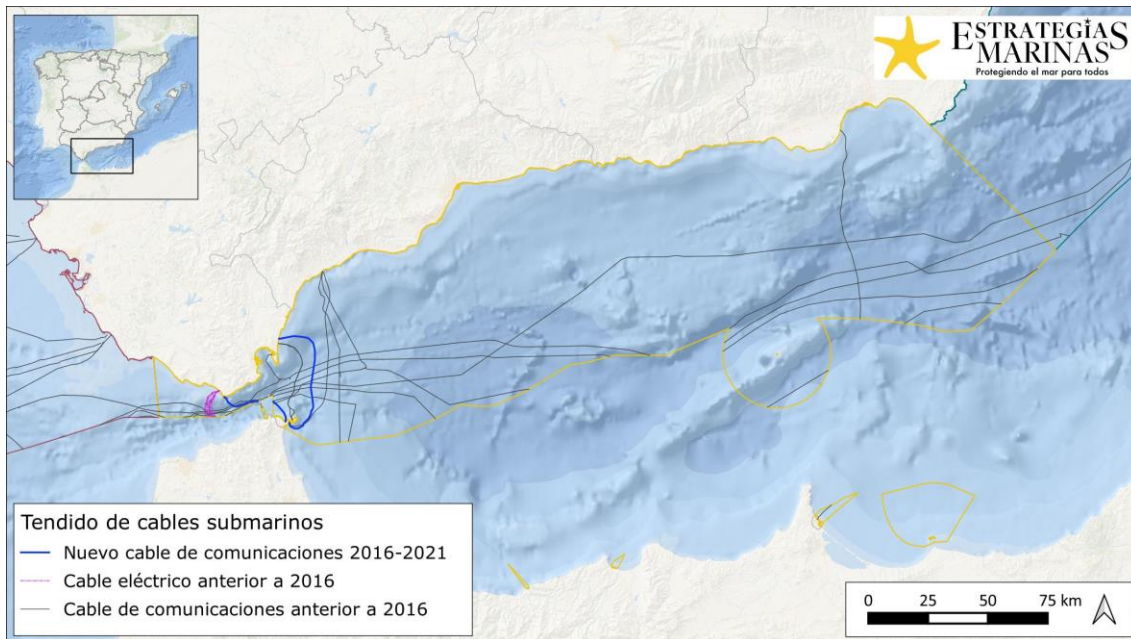 ESTRATEGIAS
MARINAS
Protegiendo el mar para todos
Tendido de cables submarinos
Nuevo cable de comunicaciones 2016-2021
Cable eléctrico anterior a 2016
Cable de comunicaciones anterior a 2016
0 25 50 75 km